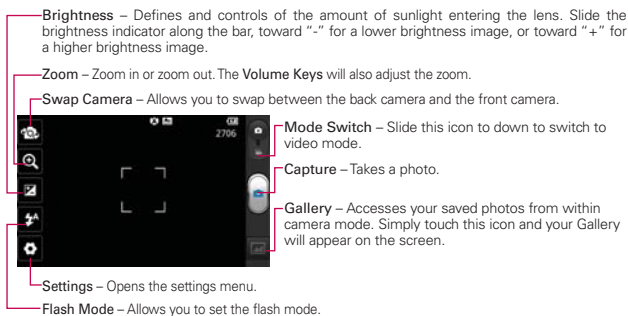 Brightness – Defines and controls of the amount of sunlight entering the lens. Slide the
brightness indicator along the bar, toward "-" for a lower brightness image, or toward "+" for
a higher brightness image.
Zoom – Zoom in or zoom out. The Volume Keys will also adjust the zoom.
Swap Camera – Allows you to swap between the back camera and the front camera.
2706
Mode Switch – Slide this icon to down to switch to
video mode.
Capture – Takes a photo.
Gallery – Accesses your saved photos from within
camera mode. Simply touch this icon and your Gallery
will appear on the screen.
Settings – Opens the settings menu.
Flash Mode – Allows you to set the flash mode.